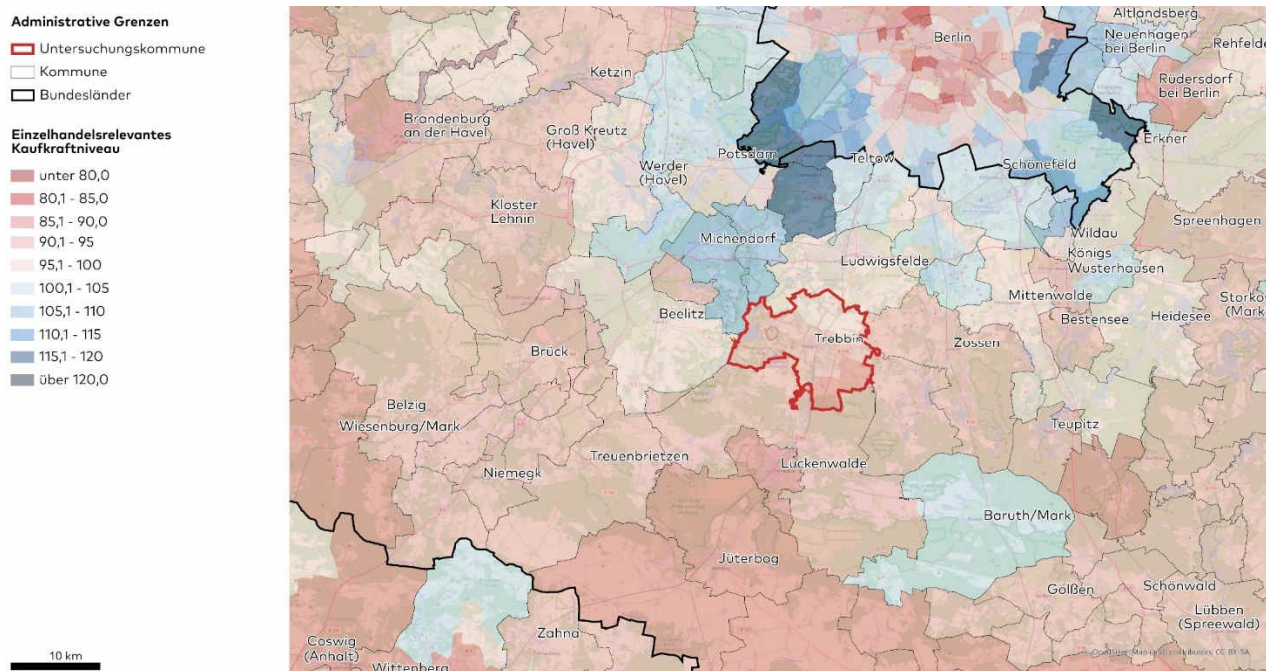 Administrative Grenzen
Untersuchungskommune
Kommune
Bundesländer
Einzelhandelsrelevantes
Kaufkraftniveau
unter 80,0
80,1 - 85,0
85,1 - 90,0
90,1 - 95
95,1 - 100
100,1 - 105
105,1 - 110
110,1 - 115
115,1 - 120
über 120,0
10 km
Altlandsberg
Berlin
Neuenhagen
bei Berlin
Rehfelde
Ketzin
Rüdersdorf
bei Berlin
Brandenburg
an der Havel
Groß Kreutz
(Havel)
Erkner
Potsdam
Teltow
Schönefeld
Werder
(Havel)
Kloster
Lehnin
Spreenhagen
Michendorf
Wildau
Ludwigsfelde
Königs
Wusterhausen
Mittenwalde
Storko
(Mark
Beelitz
Bestensee
Heidesee
Trebbin
Zossen
Brück
Belzig
Wiesenburg/Mark
Teupitz
Treuenbrietzen
Luckenwalde
Niemegk
Baruth/Mark
Jüterbog
Golßen
Schönwald
Lübben
(Spreewald)
Zahna
Coswig
(Anhalt)
Wittenberg